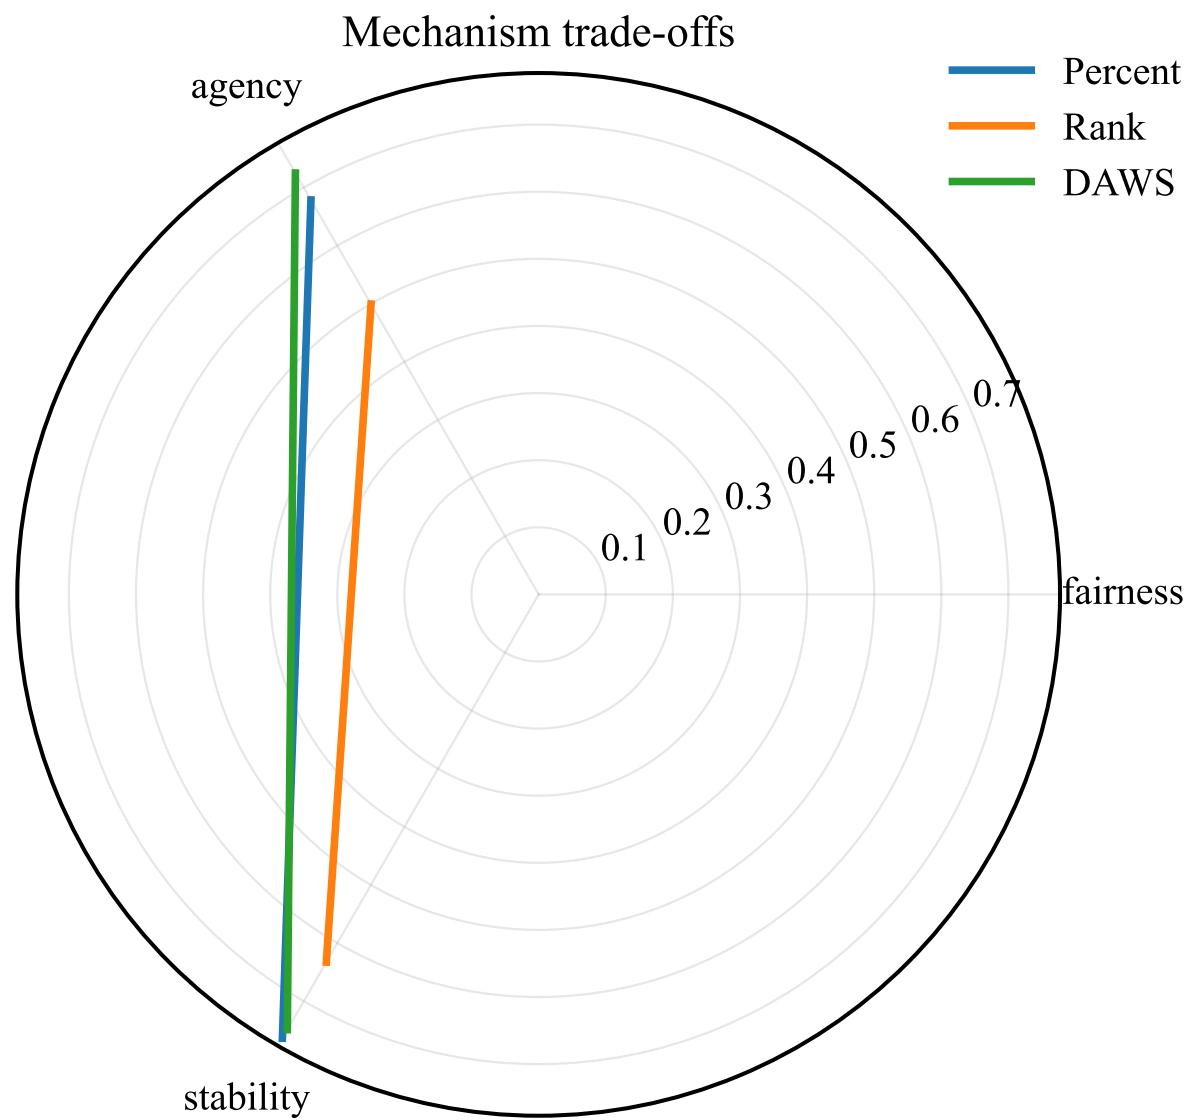 Mechanism trade-offs
Percent
Rank
DAWS
agency
0.7
0.6
0.5
0.4
0.3
0.2
0.1
fairness
stability